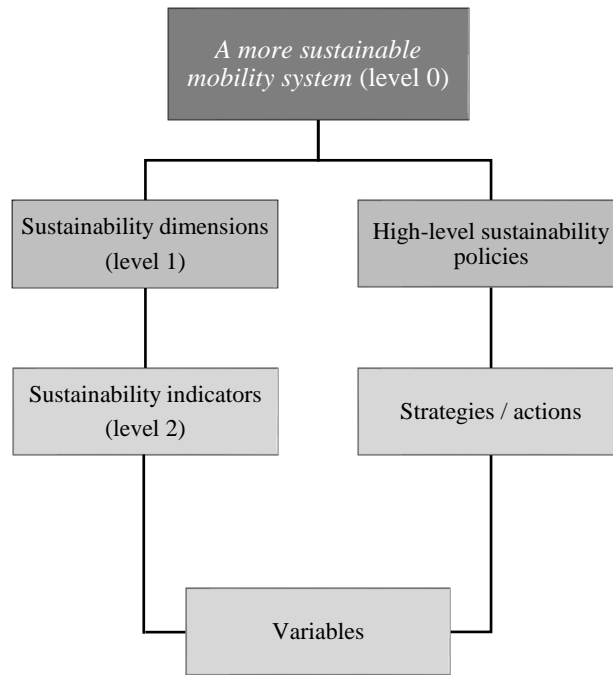 A more sustainable
mobility system (level 0)
Sustainability dimensions
(level 1)
High-level sustainability
policies
Sustainability indicators
(level 2)
Strategies / actions
Variables